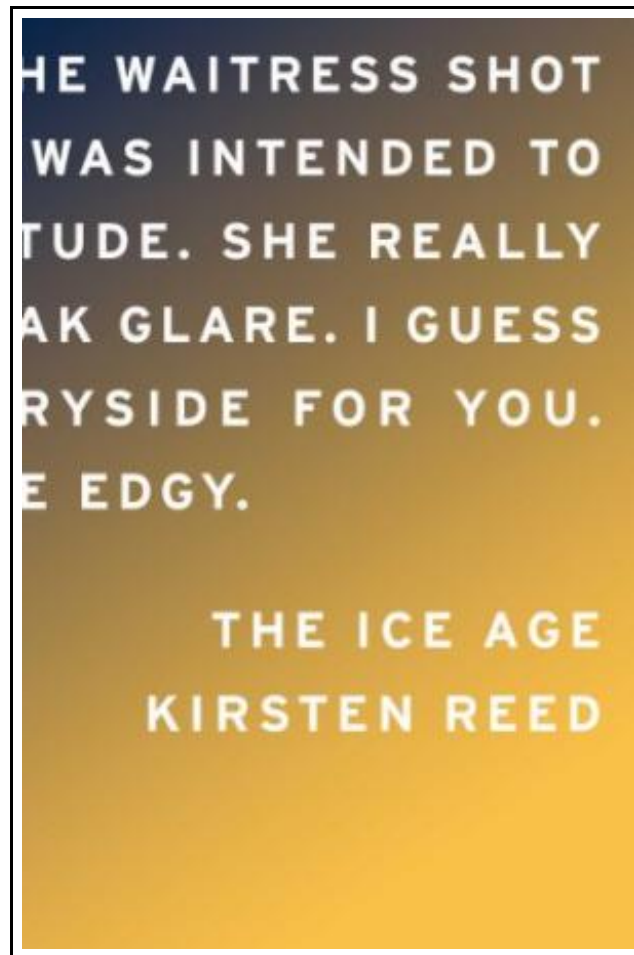 HE WAITRESS SHOT
WAS INTENDED TO
TUDE. SHE REALLY
AK GLARE. I GUESS
RYSIDE FOR YOU.
E EDGY.
THE ICE AGE
KIRSTEN REED